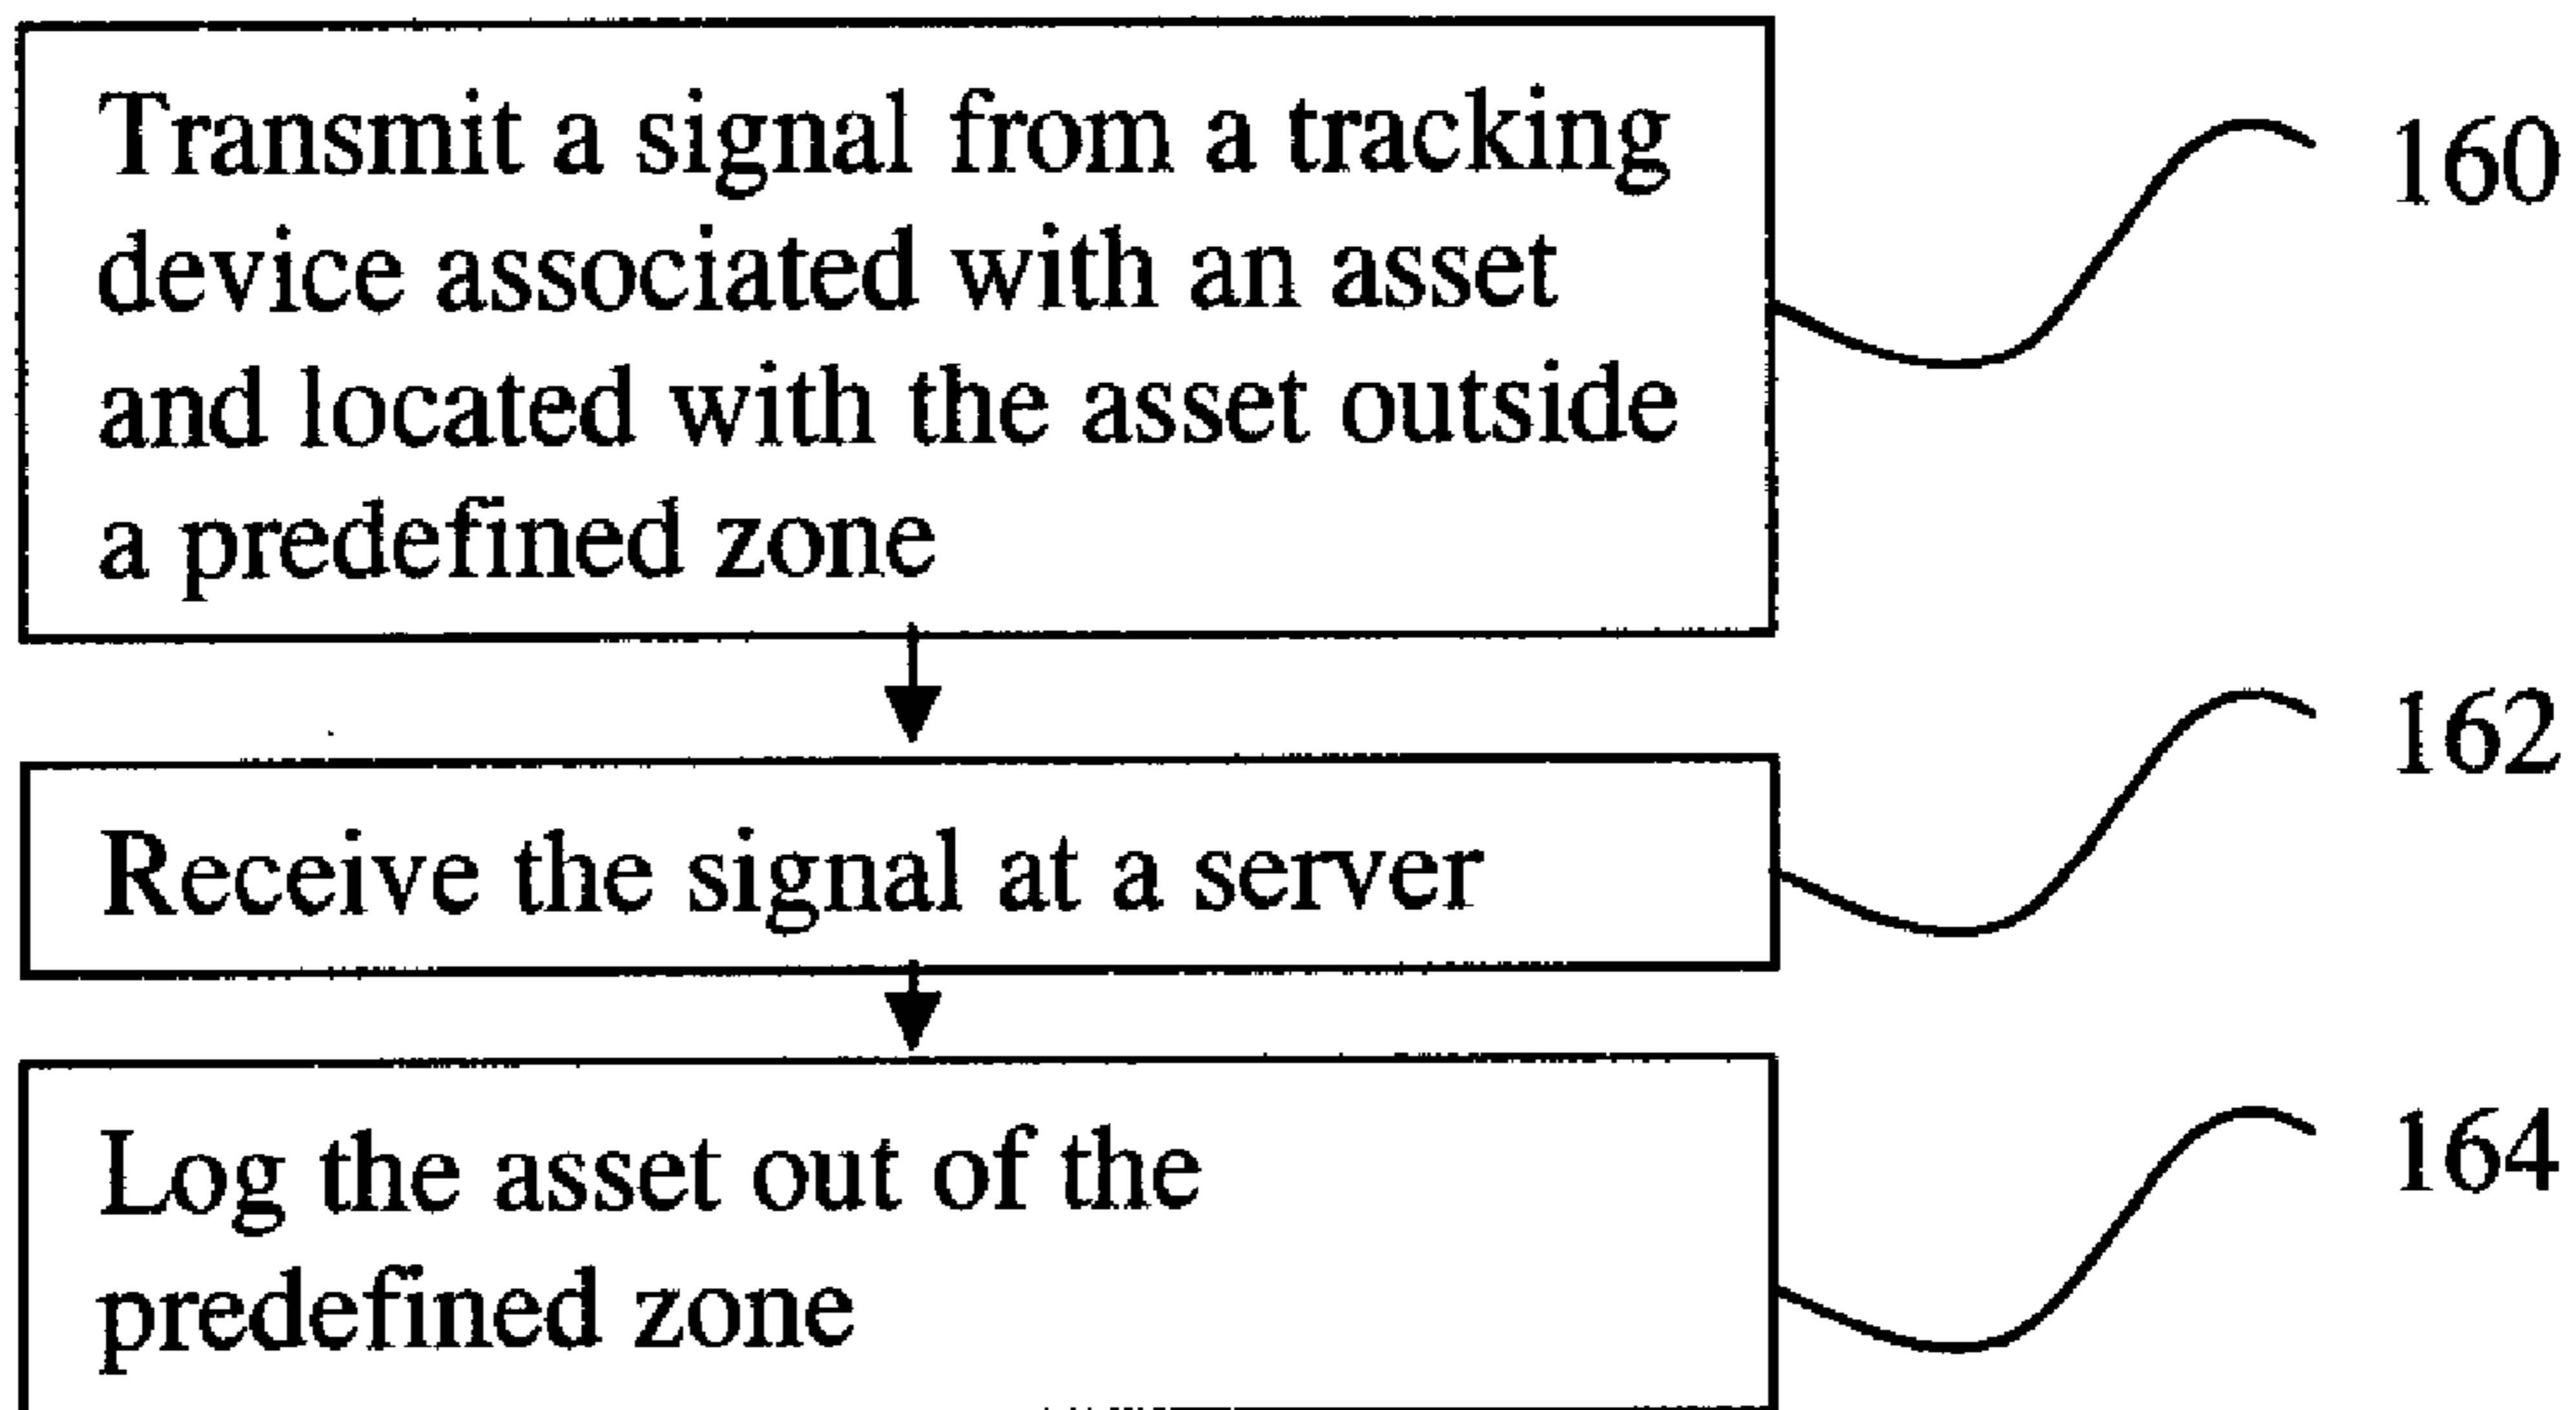 Transmit a signal from a tracking
device associated with an asset
and located with the asset outside
a predefined zone
160
Receive the signal at a server
162
Log the asset out of the
predefined zone
164